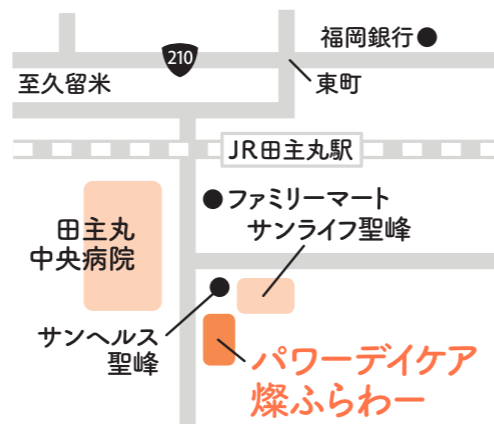 福岡銀行
210
至久留米
東町
JR田主丸駅
ファミリーマート
サンライフ聖峰
田主丸
中央病院
サンヘルス
聖峰
パワーデイケア
燦ふらわー